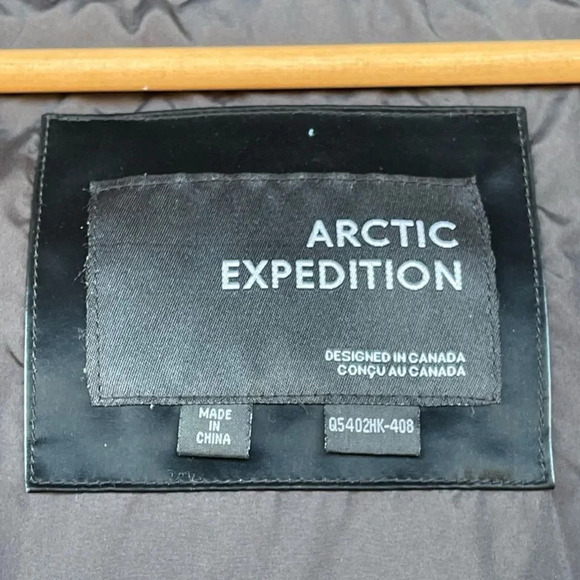 ARCTIC
EXPEDITION
DESIGNED IN CANADA
CONÇU AU CANADA
MADE
IN
CHINA
Q5402HK-408